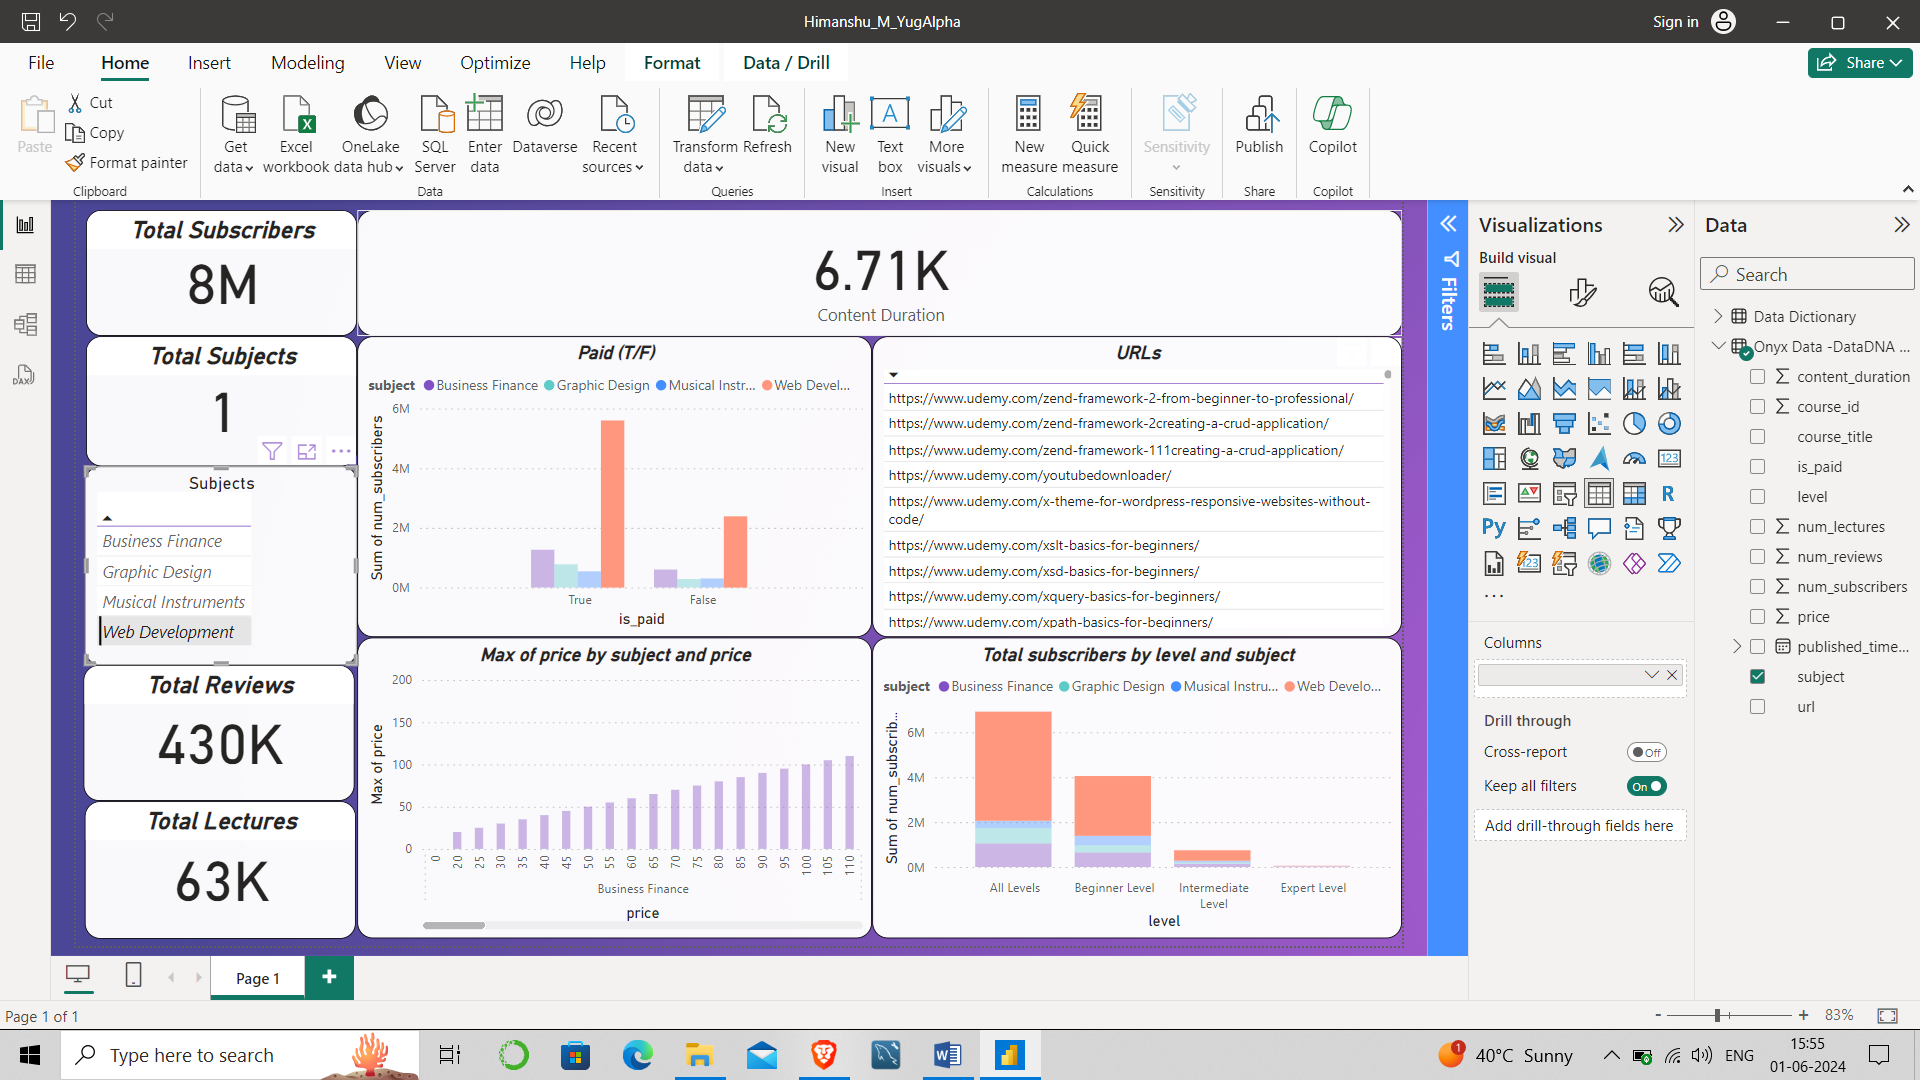 Himanshu_M_YugAlpha
Sign in
File Home Insert Modeling View Optimize Help Format Data / Drill
Share
Paste
Cut
Copy
Format painter
Clipboard
Get data
Excel workbook
OneLake data hub
SQL Server
Enter data
Dataverse
Recent sources
Data
Transform data
Refresh
Queries
New visual
Text box
More visuals
Insert
New measure
Quick measure
Calculations
Sensitivity
Sensitivity
Publish
Share
Copilot
Copilot
Total Subscribers
8M
6.71K
Content Duration
Total Subjects
1
Subjects
Business Finance
Graphic Design
Musical Instruments
Web Development
Total Reviews
430K
Total Lectures
63K
Paid (T/F)
subject Business Finance Graphic Design Musical Instr... Web Devel...
Sum of num_subscribers
6M
4M
2M
0M
True False
is_paid
URLs
https://www.udemy.com/zend-framework-2-from-beginner-to-professional/
https://www.udemy.com/zend-framework-2creating-a-crud-application/
https://www.udemy.com/zend-framework-111creating-a-crud-application/
https://www.udemy.com/youtubedownloader/
https://www.udemy.com/x-theme-for-wordpress-responsive-websites-without-
code/
https://www.udemy.com/xslt-basics-for-beginners/
https://www.udemy.com/xsd-basics-for-beginners/
https://www.udemy.com/xquery-basics-for-beginners/
https://www.udemy.com/xpath-basics-for-beginners/
Max of price by subject and price
Max of price
200
150
100
50
0
0 20 25 30 35 40 45 50 55 60 65 70 75 80 85 90 95 100 105 110
Business Finance
price
Total subscribers by level and subject
subject Business Finance Graphic Design Musical Instru... Web Develo...
Sum of num_subscrib...
6M
4M
2M
0M
All Levels Beginner Level Intermediate Level Expert Level
level
Filters
Visualizations
Build visual
123
R
Py
...
Columns
Drill through
Cross-report Off
Keep all filters On
Add drill-through fields here
Data
Search
Data Dictionary
Onyx Data -DataDNA ...
content_duration
course_id
course_title
is_paid
level
num_lectures
num_reviews
num_subscribers
price
published_time...
subject
url
DAX
Page 1
Page 1 of 1
- + 83%
Type here to search
1
40°C Sunny
ENG
15:55
01-06-2024